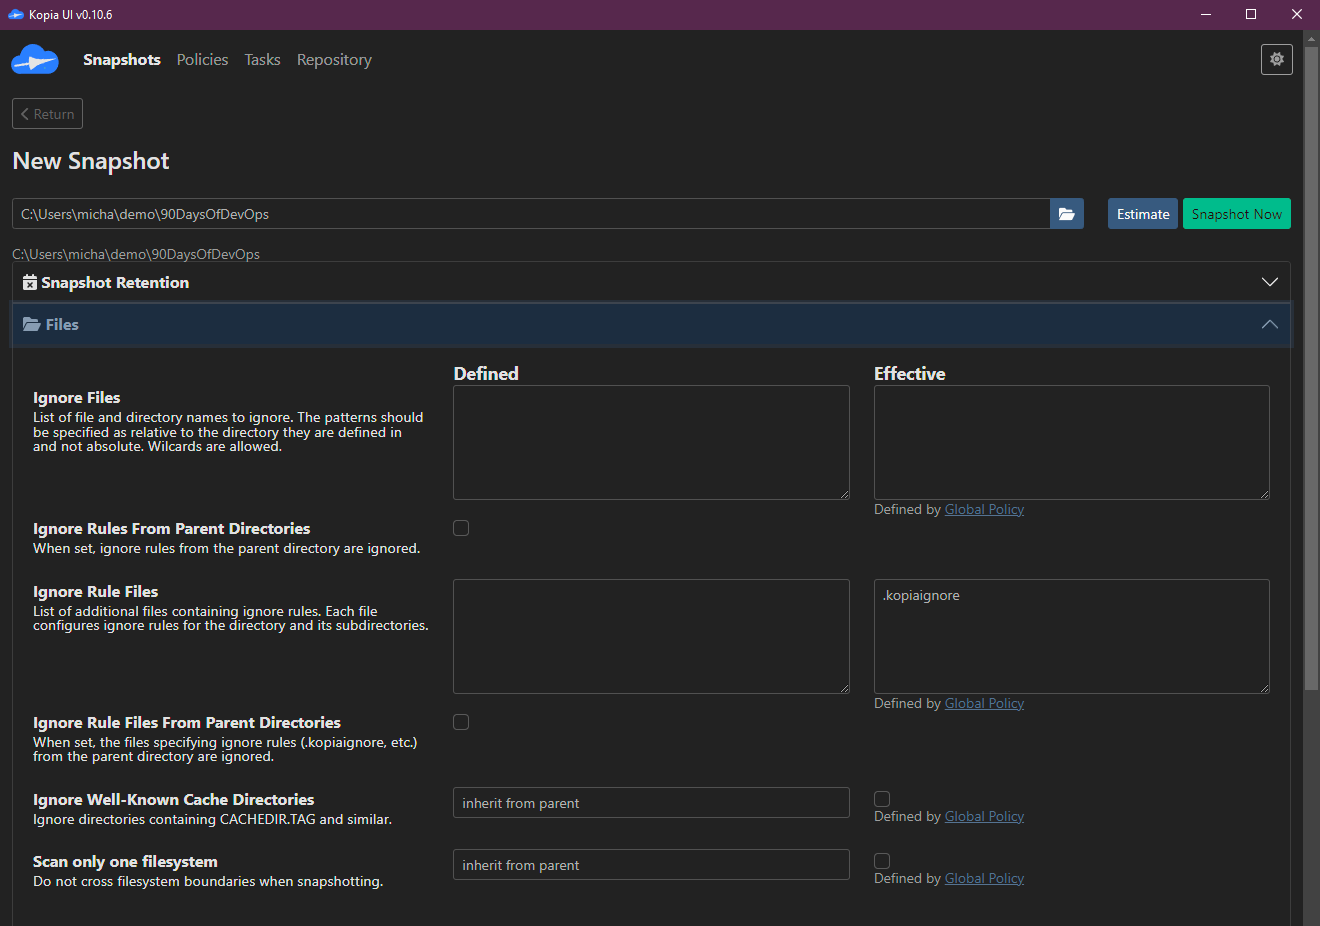 Kopia UI v0.10.6
Snapshots Policies Tasks Repository
Return
New Snapshot
C:\Users\micha\demo\90DaysOfDevOps
Estimate
Snapshot Now
C:\Users\micha\demo\90DaysOfDevOps
Snapshot Retention
Files
Defined
Effective
Ignore Files
List of file and directory names to ignore. The patterns should
be specified as relative to the directory they are defined in
and not absolute. Wilcards are allowed.
Defined by Global Policy
Ignore Rules From Parent Directories
When set, ignore rules from the parent directory are ignored.
Ignore Rule Files
List of additional files containing ignore rules. Each file
configures ignore rules for the directory and its subdirectories.
.kopiaignore
Defined by Global Policy
Ignore Rule Files From Parent Directories
When set, the files specifying ignore rules (.kopiaignore, etc.)
from the parent directory are ignored.
Ignore Well-Known Cache Directories
Ignore directories containing CACHEDIR.TAG and similar.
inherit from parent
Defined by Global Policy
Scan only one filesystem
Do not cross filesystem boundaries when snapshotting.
inherit from parent
Defined by Global Policy